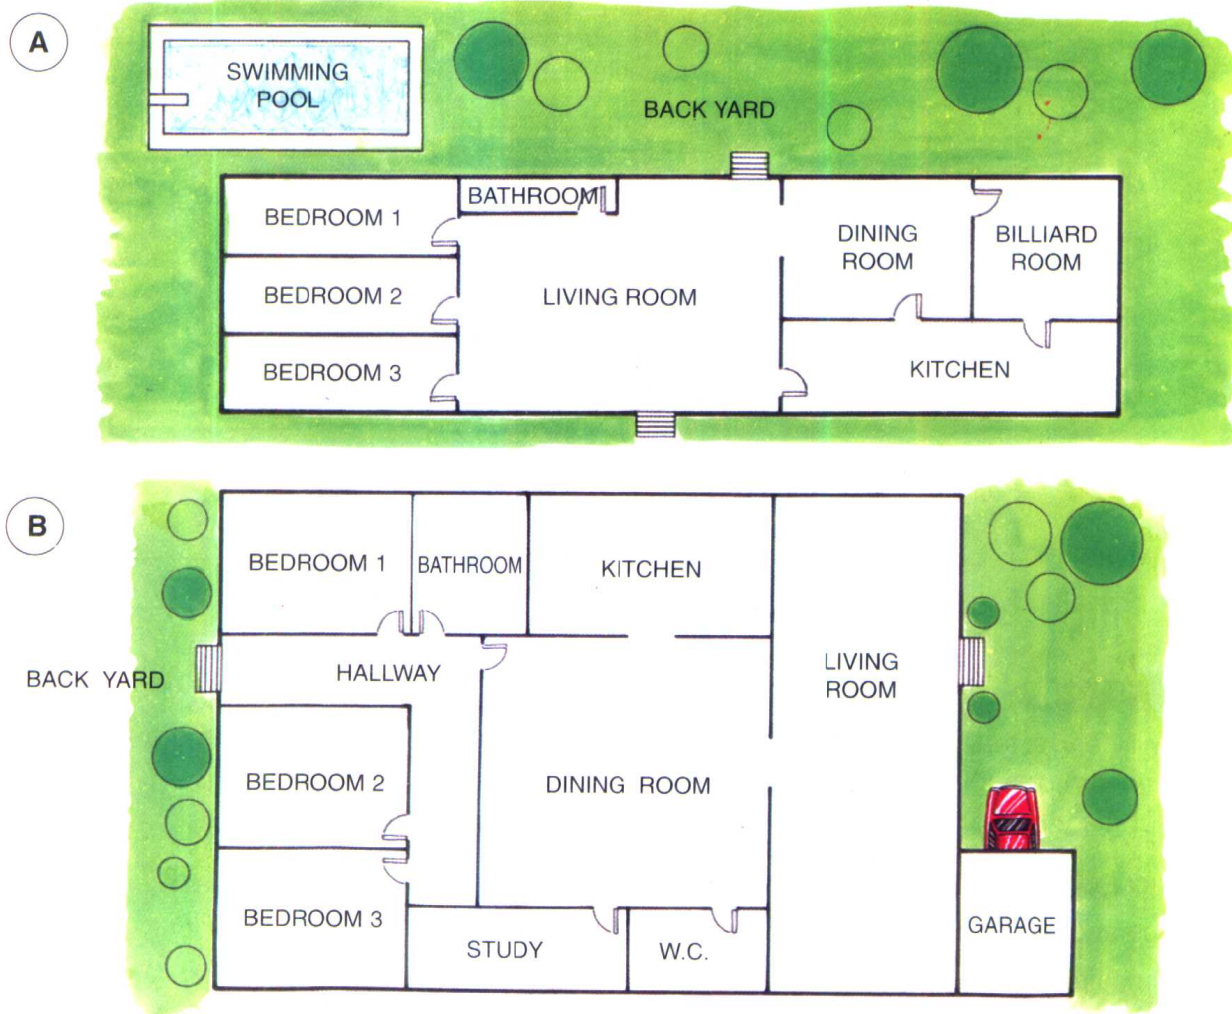 A
SWIMMING
POOL
BACK YARD
BATHROOM
BEDROOM 1
DINING
ROOM
BILLIARD
ROOM
BEDROOM 2
LIVING ROOM
BEDROOM 3
KITCHEN
B
BEDROOM 1
BATHROOM
KITCHEN
BACK YARD
HALLWAY
LIVING
ROOM
BEDROOM 2
DINING ROOM
BEDROOM 3
STUDY
W.C.
GARAGE